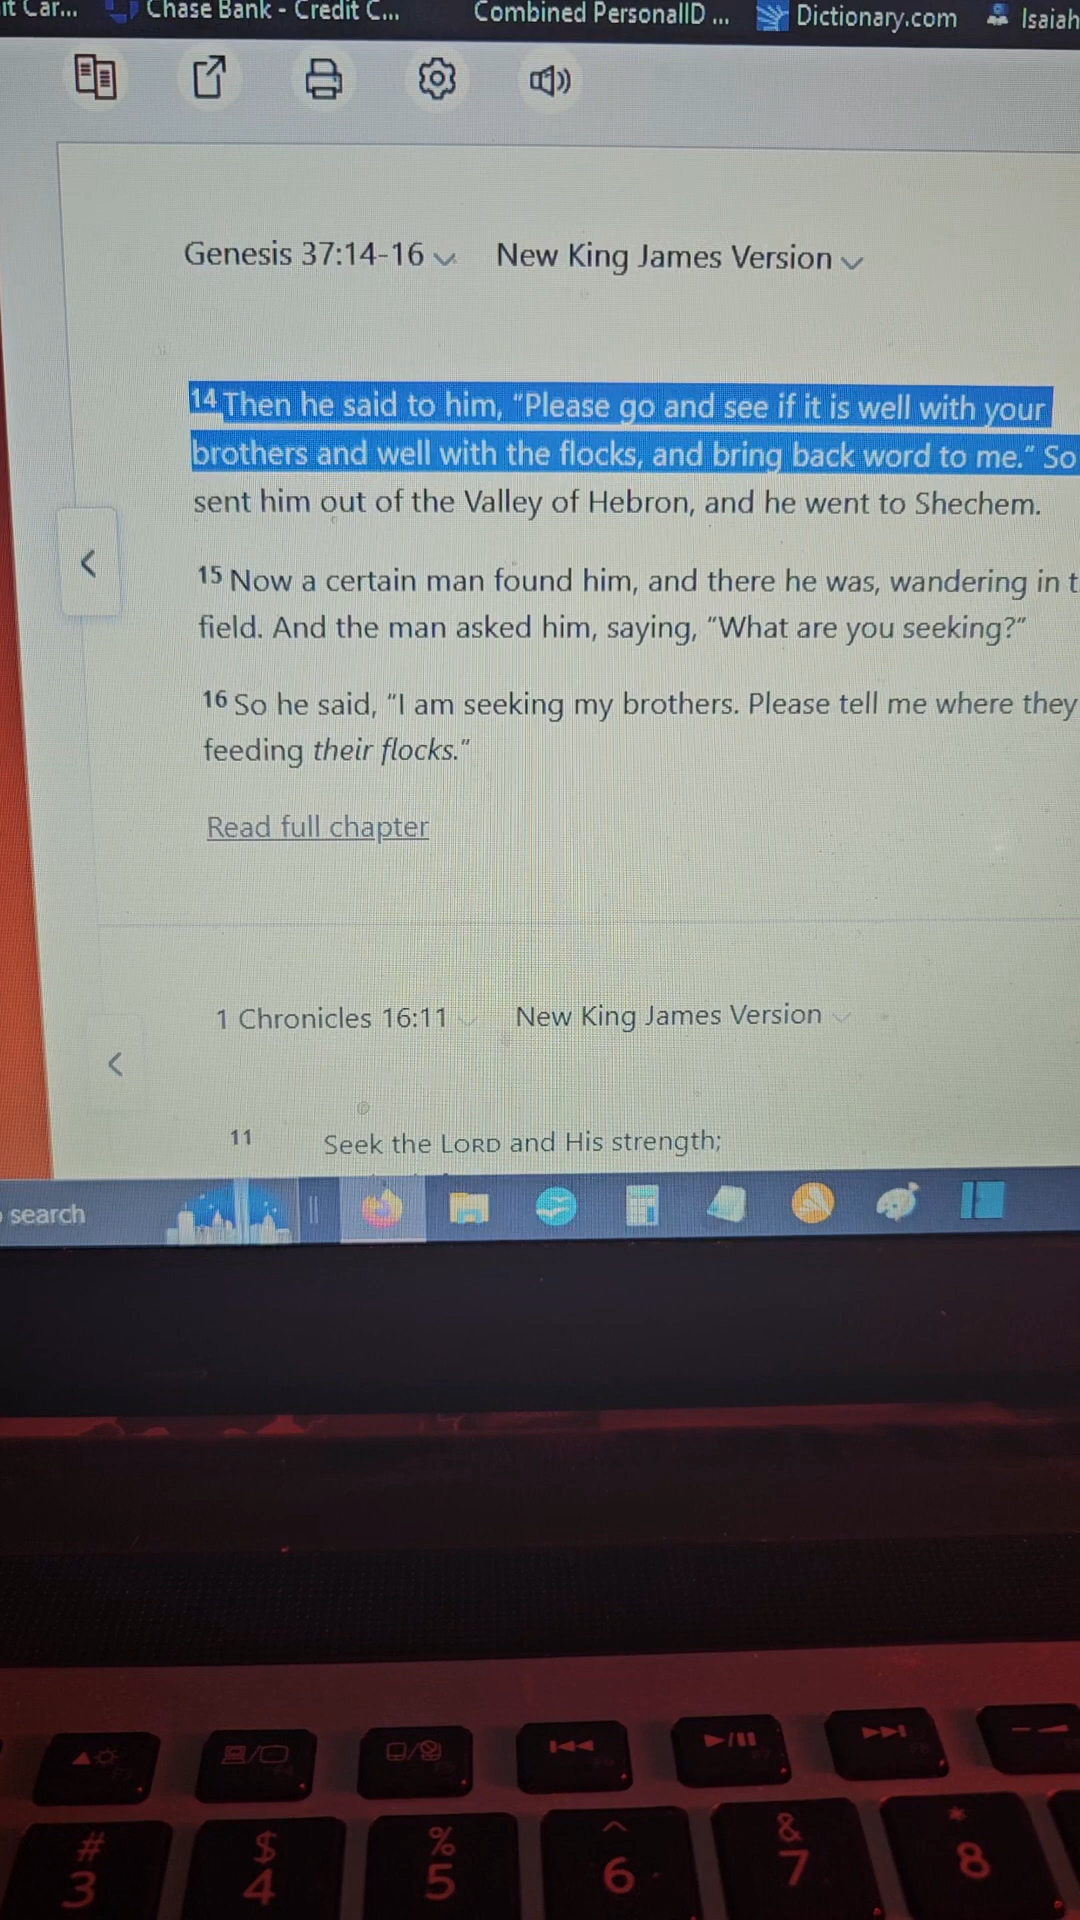 it Car...
Chase Bank - Credit C...
Combined PersonalID ...
Dictionary.com
Isaiah
Genesis 37:14-16
New King James Version
14 Then he said to him, “Please go and see if it is well with your
brothers and well with the flocks, and bring back word to me.” So
sent him out of the Valley of Hebron, and he went to Shechem.
15 Now a certain man found him, and there he was, wandering in t
field. And the man asked him, saying, “What are you seeking?”
16 So he said, “I am seeking my brothers. Please tell me where they
feeding their flocks.”
Read full chapter
1 Chronicles 16:11
New King James Version
11 Seek the LORD and His strength;
search
# $ % ^ & *
3 4 5 6 7 8